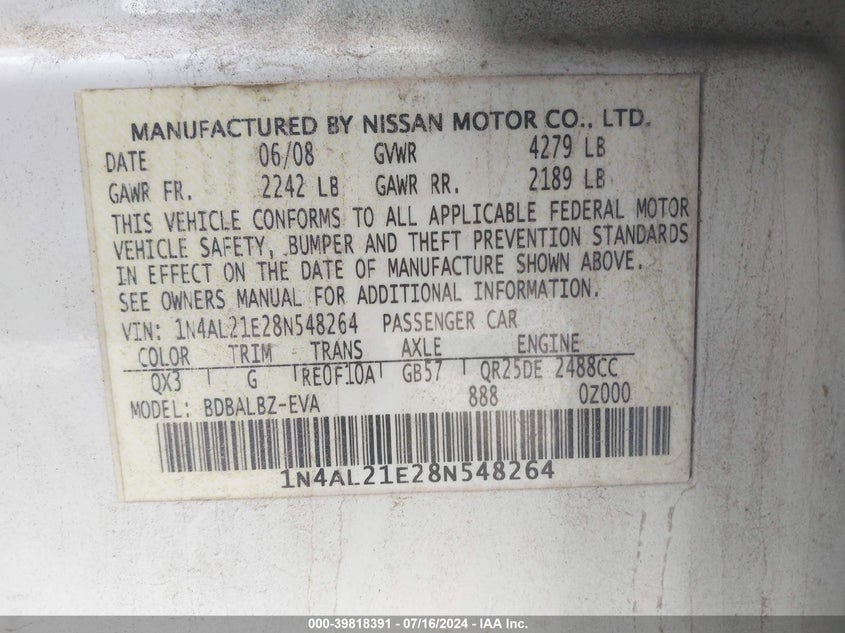 MANUFACTURED BY NISSAN MOTOR CO., LTD.
DATE 06/08 GVWR 4279 LB
GAWR FR. 2242 LB GAWR RR. 2189 LB
THIS VEHICLE CONFORMS TO ALL APPLICABLE FEDERAL MOTOR
VEHICLE SAFETY, BUMPER AND THEFT PREVENTION STANDARDS
IN EFFECT ON THE DATE OF MANUFACTURE SHOWN ABOVE.
SEE OWNERS MANUAL FOR ADDITIONAL INFORMATION.
VIN: 1N4AL21E28N548264 PASSENGER CAR
COLOR TRIM TRANS AXLE ENGINE
QX3 G RE0F10A GB57 QR25DE 2488CC
MODEL: BDBALBZ-EVA 888 0Z000
1N4AL21E28N548264
000-39818391 - 07/16/2024 - IAA Inc.